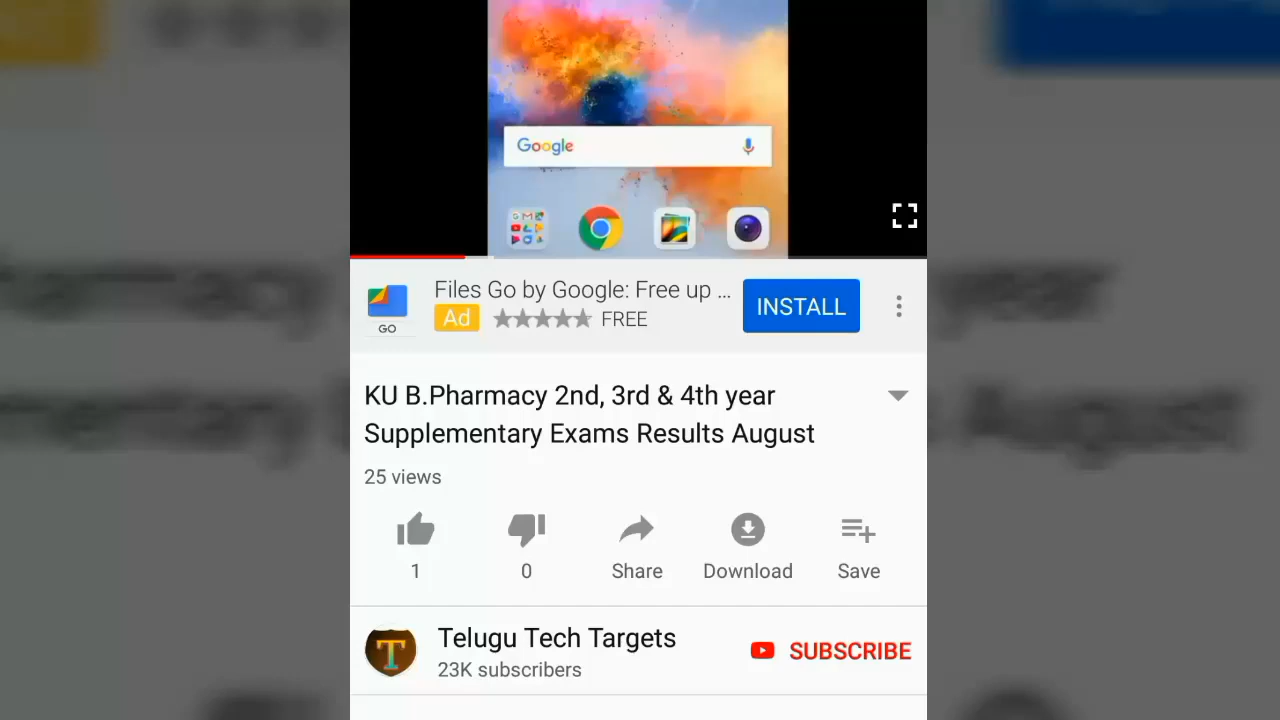 Google
Files Go by Google: Free up ...
GO
Ad
FREE
INSTALL
KU B.Pharmacy 2nd, 3rd & 4th year
Supplementary Exams Results August
25 views
1
0
Share
Download
Save
T
Telugu Tech Targets
23K subscribers
SUBSCRIBE